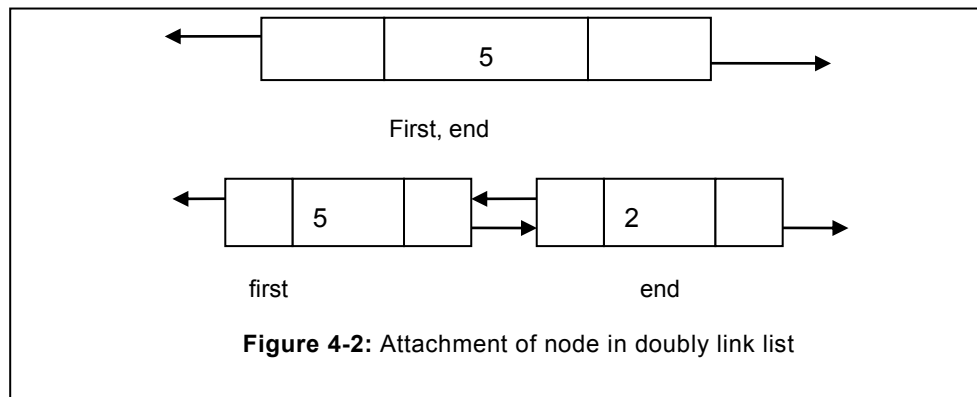 5
First, end
5 2
first end
Figure 4-2: Attachment of node in doubly link list